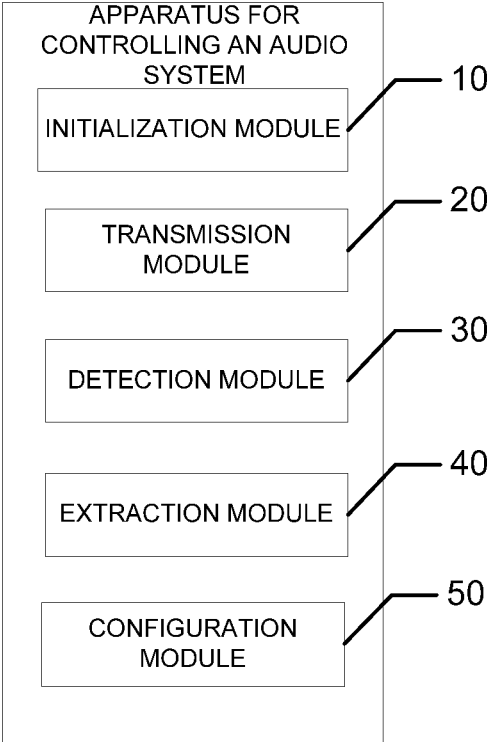 APPARATUS FOR
CONTROLLING AN AUDIO
SYSTEM
INITIALIZATION MODULE
10
TRANSMISSION
MODULE
20
DETECTION MODULE
30
EXTRACTION MODULE
40
CONFIGURATION
MODULE
50